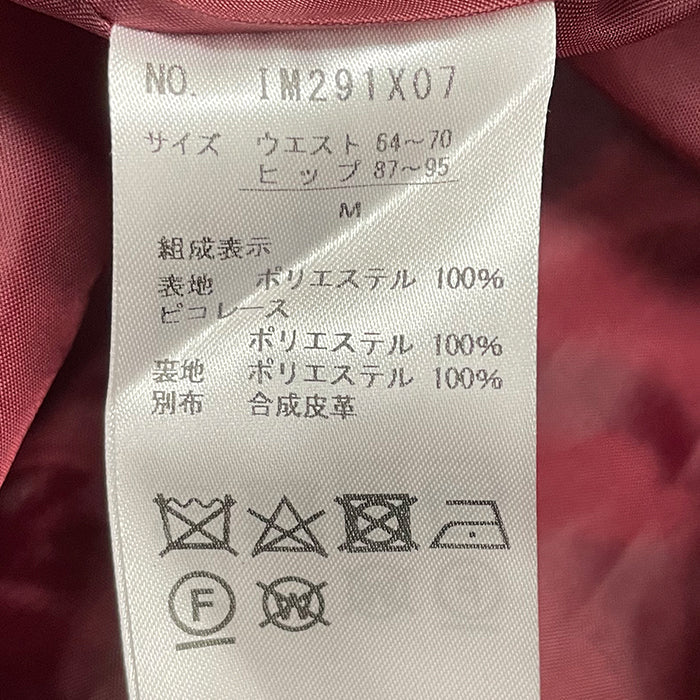 NO. IM291X07
サイズ ウエスト 64〜70
ヒップ 87〜95
M
組成表示
表地 ポリエステル 100%
ピコレース
ポリエステル 100%
裏地 ポリエステル 100%
別布 合成皮革
F W